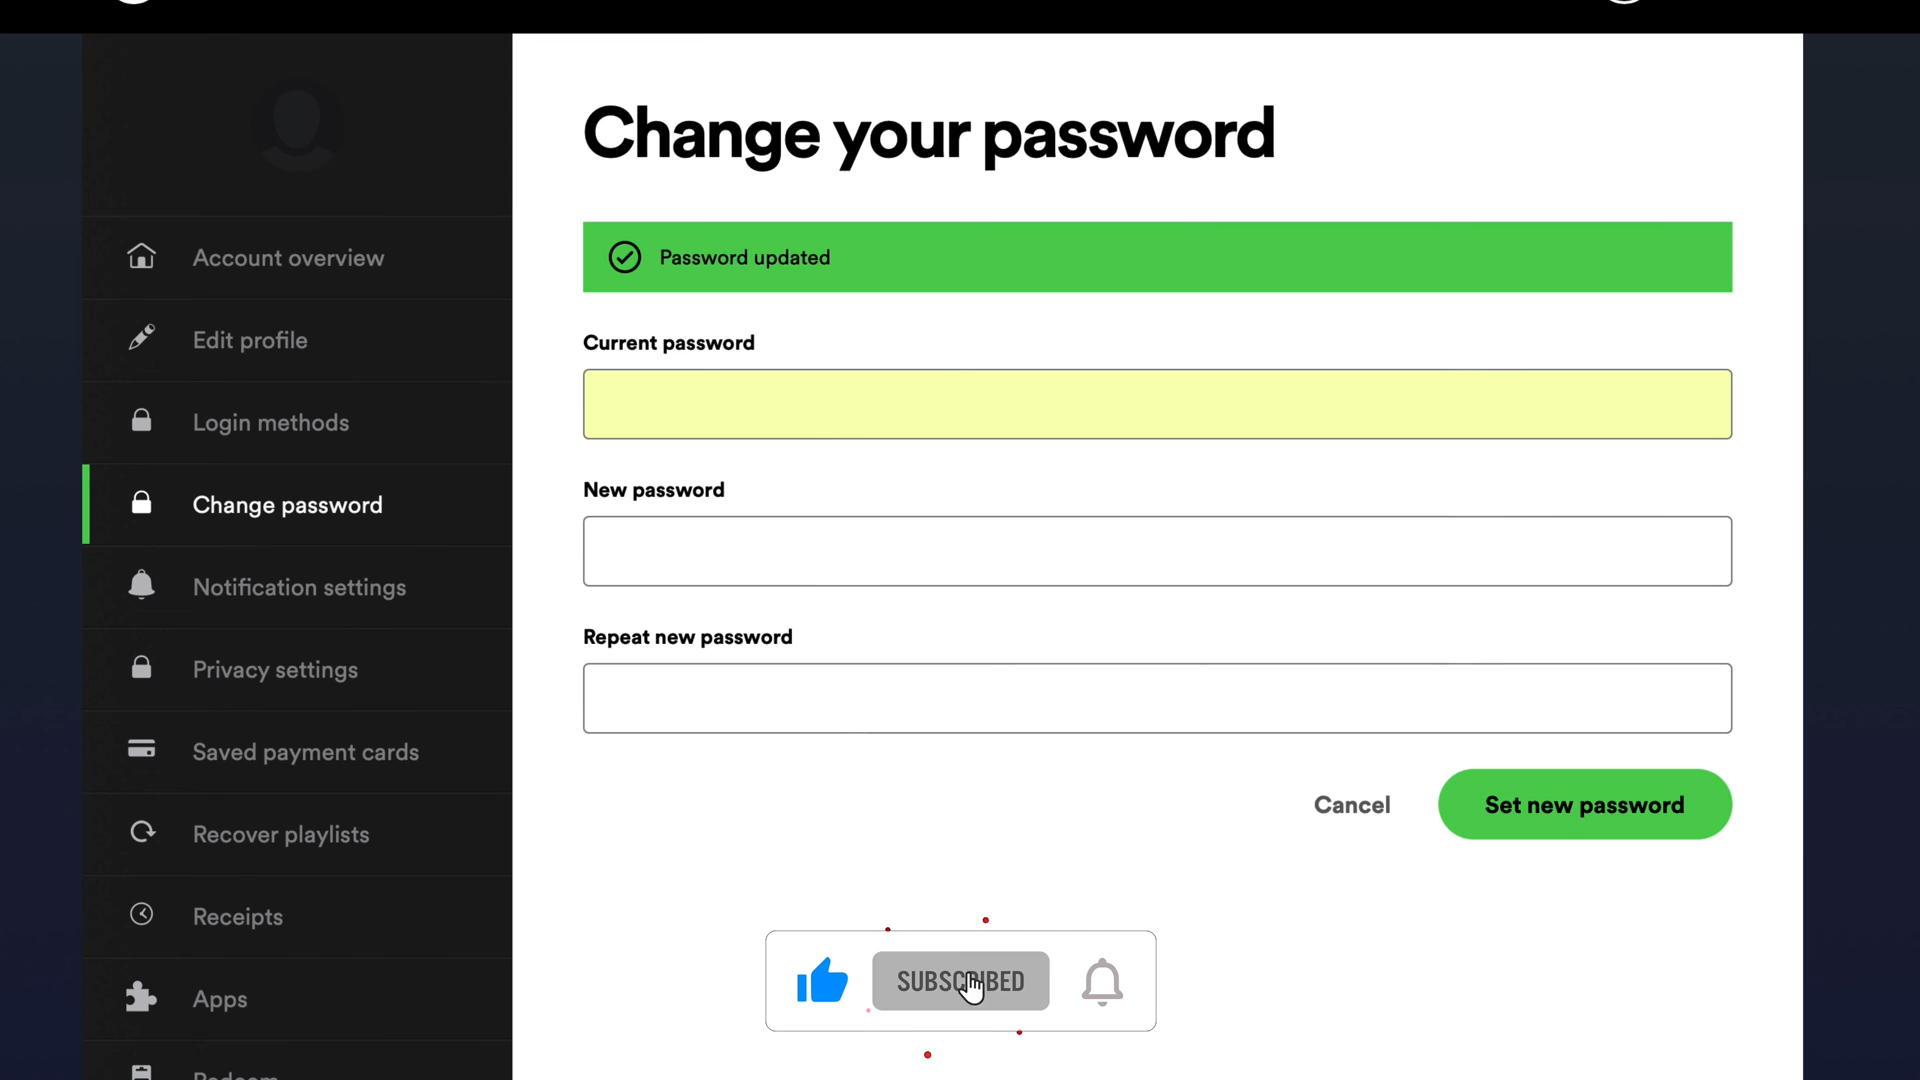 Account overview
Edit profile
Login methods
Change password
Notification settings
Privacy settings
Saved payment cards
Recover playlists
Receipts
Apps
Change your password
Password updated
Current password
New password
Repeat new password
Cancel
Set new password
SUBSCRIBED